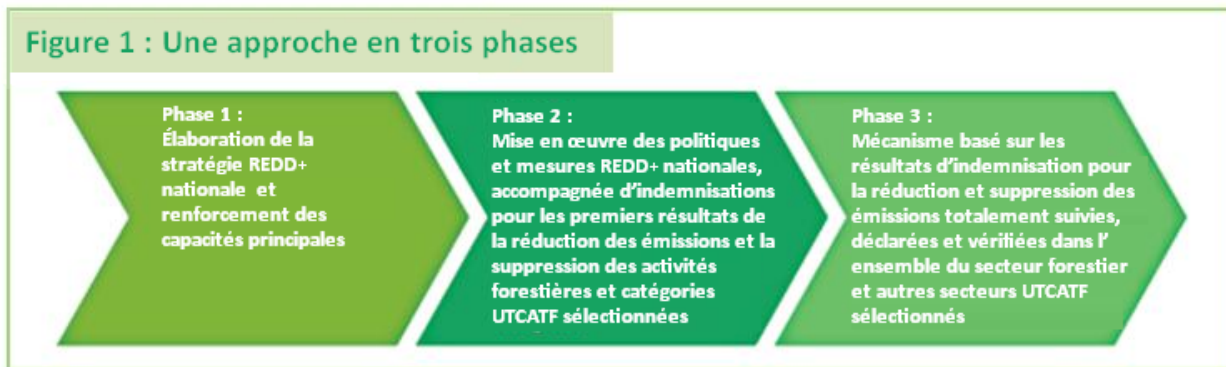 Figure 1 : Une approche en trois phases
Phase 1 :
Élaboration de la
stratégie REDD+
nationale et
renforcement des
capacités principales
Phase 2 :
Mise en œuvre des politiques
et mesures REDD+ nationales,
accompagnée d'indemnisations
pour les premiers résultats de
la réduction des émissions et la
suppression des activités
forestières et catégories
UTCATF sélectionnées
Phase 3 :
Mécanisme basé sur les
résultats d'indemnisation pour
la réduction et suppression des
émissions totalement suivies,
déclarées et vérifiées dans l'
ensemble du secteur forestier
et autres secteurs UTCATF
sélectionnés